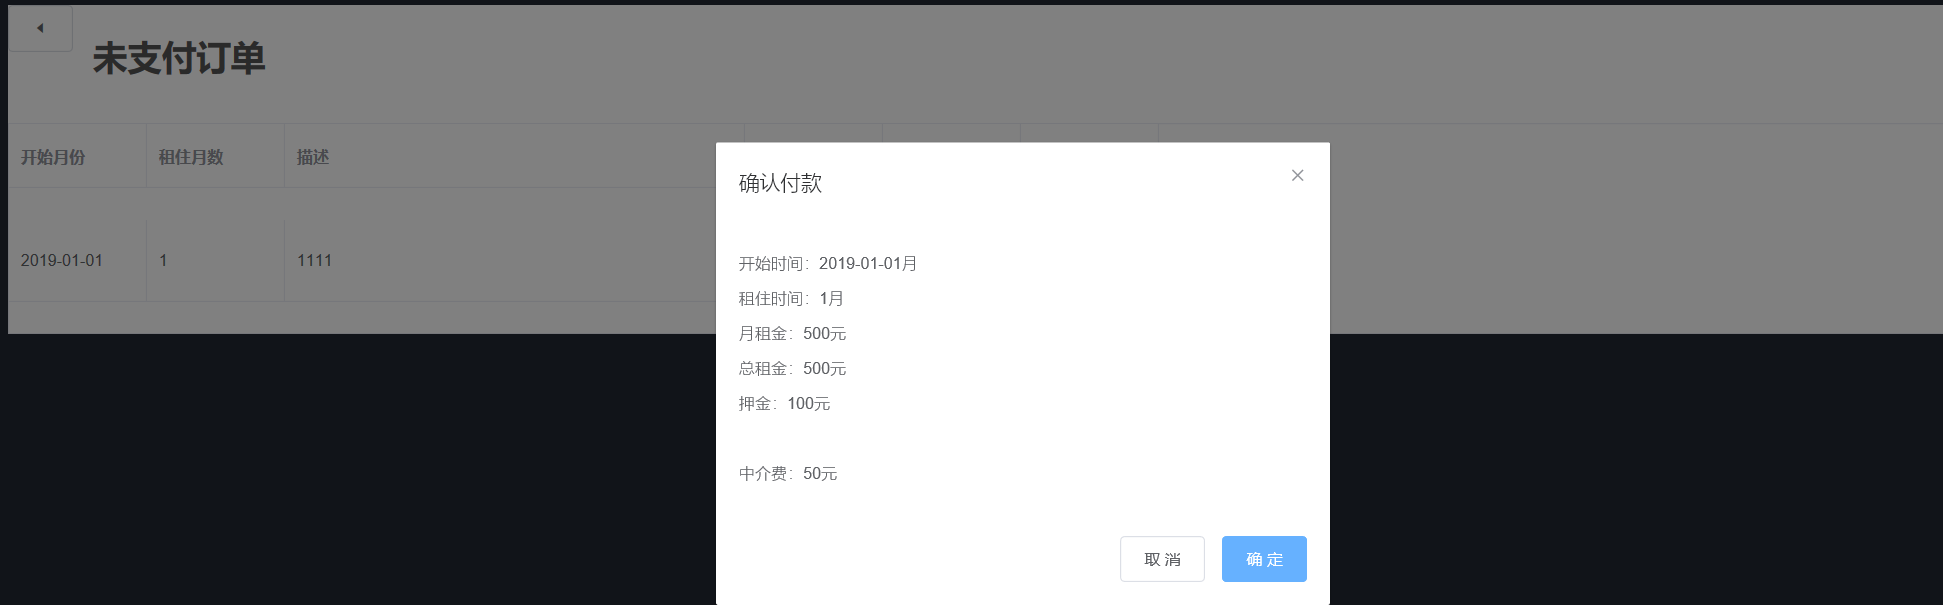 未支付订单
开始月份 租住月数 描述
2019-01-01 1 1111
确认付款
开始时间：2019-01-01月
租住时间：1月
月租金：500元
总租金：500元
押金：100元
中介费：50元
取 消 确 定